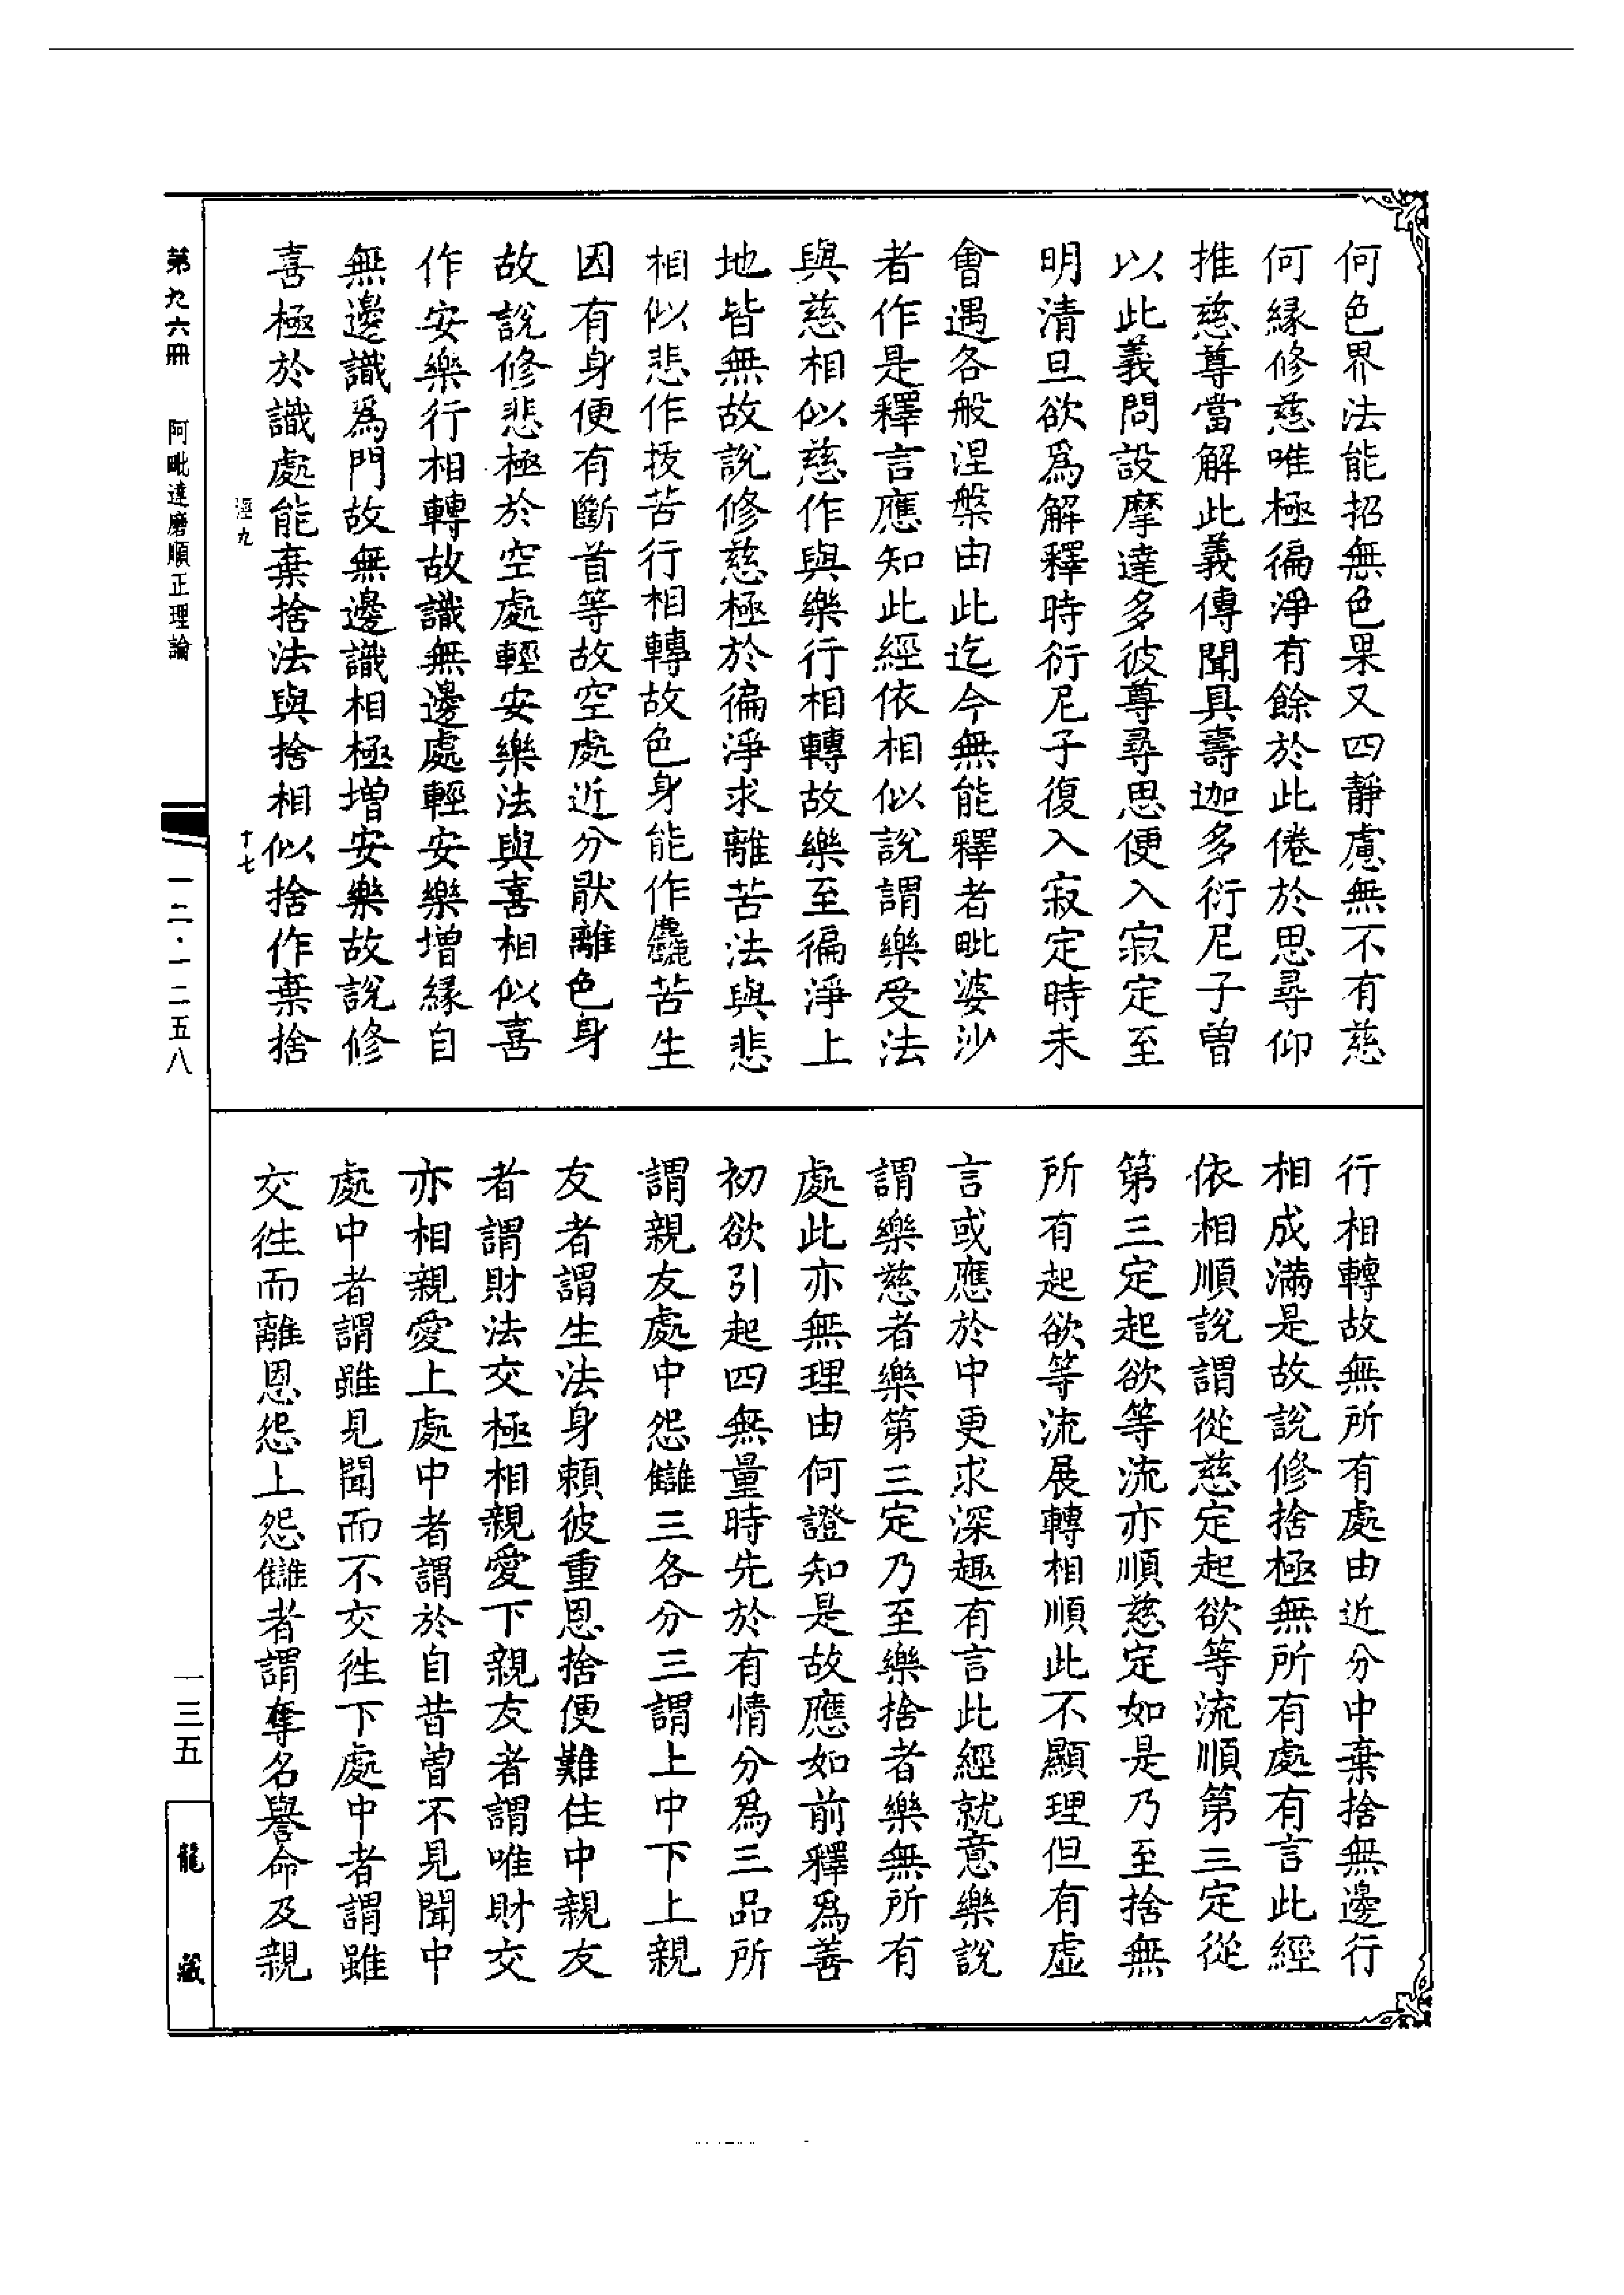 何色界法能招無色果又四靜慮無不有慈
何緣修慈唯極徧淨有餘於此倦於思尋仰
推慈尊當解此義傳聞具壽迦多衍尼子曾
以此義問設摩達多彼尊尋思便入寂定至
明清旦欲爲解釋時衍尼子復入寂定時未
會遇各般涅槃由此迄今無能釋者毗婆沙
者作是釋言應知此經依相似說謂樂受法
與慈相似慈作與樂行相轉故樂至徧淨上
地皆無故說修慈極於徧淨求離苦法與悲
相似悲作拔苦行相轉故色身能作麤苦生
因有身便有斷首等故空處近分猒離色身
故說修悲極於空處輕安樂法與喜相似喜
作安樂行相轉故識無邊處輕安樂增緣自
無邊識爲門故無邊識相極增安樂故說修
喜極於識處能棄捨法與捨相似捨作棄捨
行相轉故無所有處由近分中棄捨無邊行
相成滿是故說修捨極無所有處有言此經
依相順說謂從慈定起欲等流順第三定從
第三定起欲等流亦順慈定如是乃至捨無
所有起欲等流展轉相順此不顯理但有虛
言或應於中更求深趣有言此經就意樂說
謂樂慈者樂第三定乃至樂捨者樂無所有
處此亦無理由何證知是故應如前釋爲善
初欲引起四無量時先於有情分爲三品所
謂親友處中怨讎三各分三謂上中下上親
友者謂生法身賴彼重恩捨便難住中親友
者謂財法交極相親愛下親友者謂唯財交
亦相親愛上處中者謂於自昔曾不見聞中
處中者謂雖見聞而不交徃下處中者謂雖
交徃而離恩怨上怨讎者謂奪名譽命及親
第九六冊 阿毗達磨順正理論
涇九 十七
一二·一二五八
一三五
龍藏